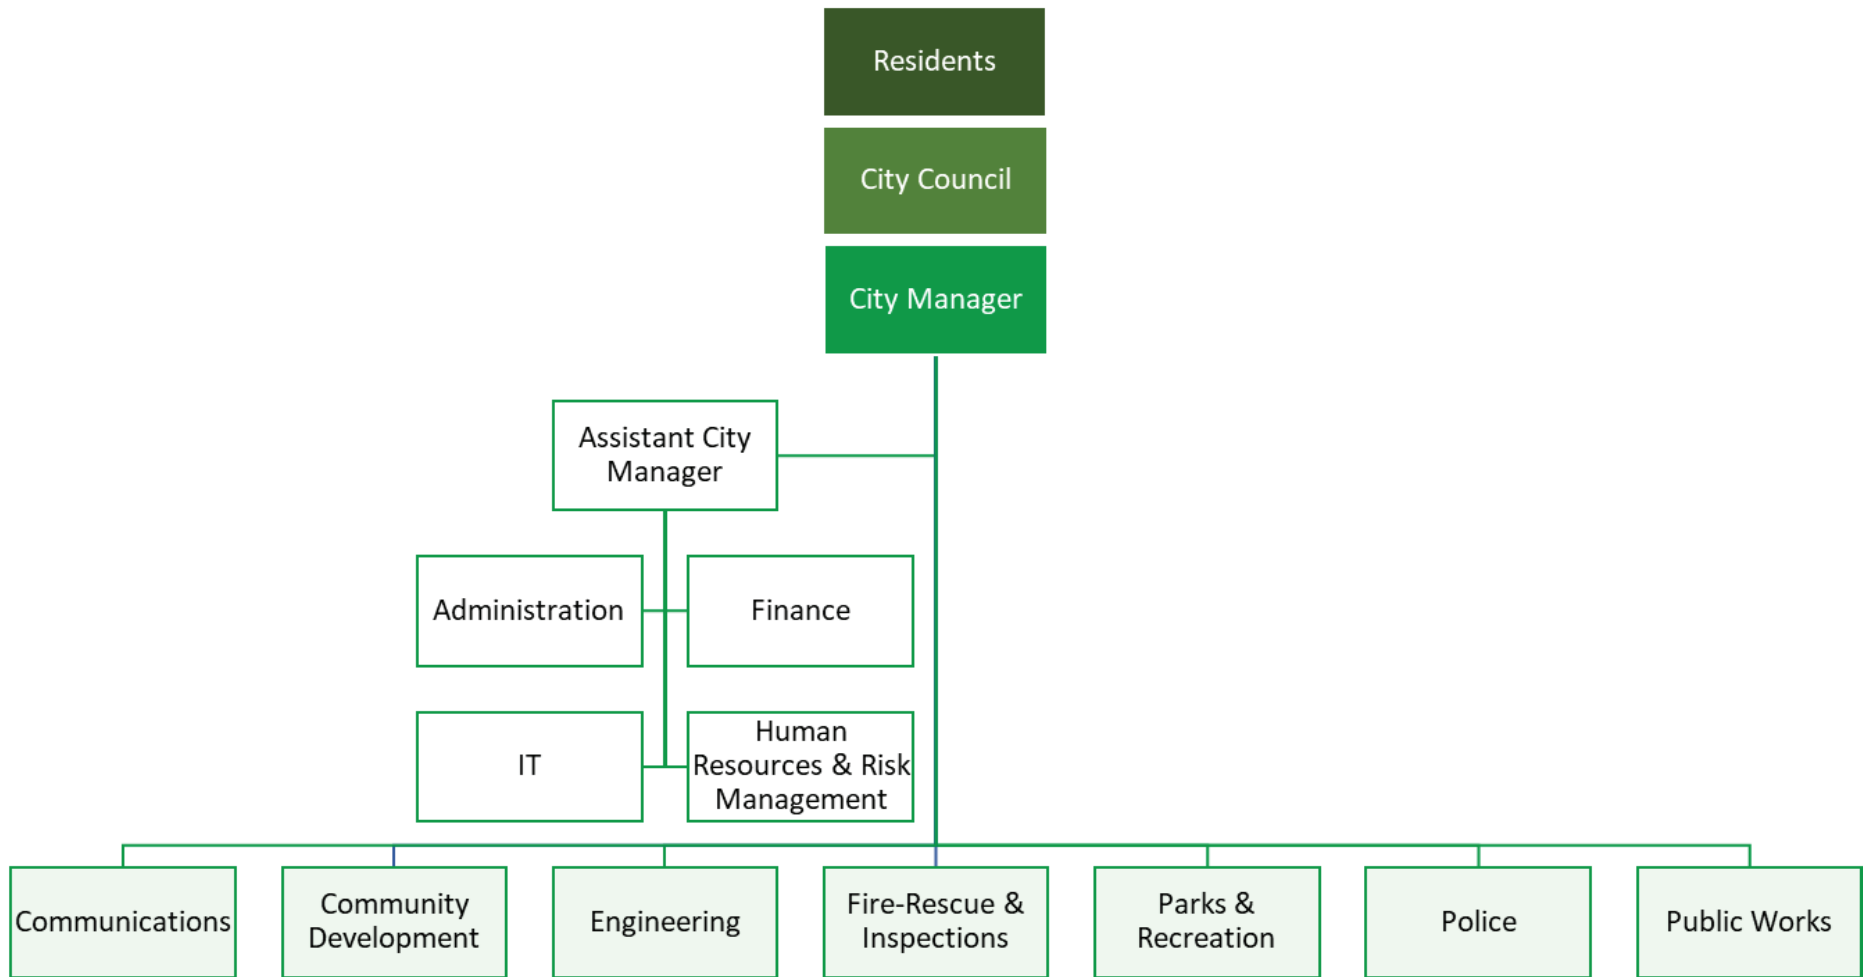 Residents
City Council
City Manager
Assistant City
Manager
Administration
Finance
IT
Human
Resources & Risk
Management
Communications
Community
Development
Engineering
Fire-Rescue &
Inspections
Parks &
Recreation
Police
Public Works